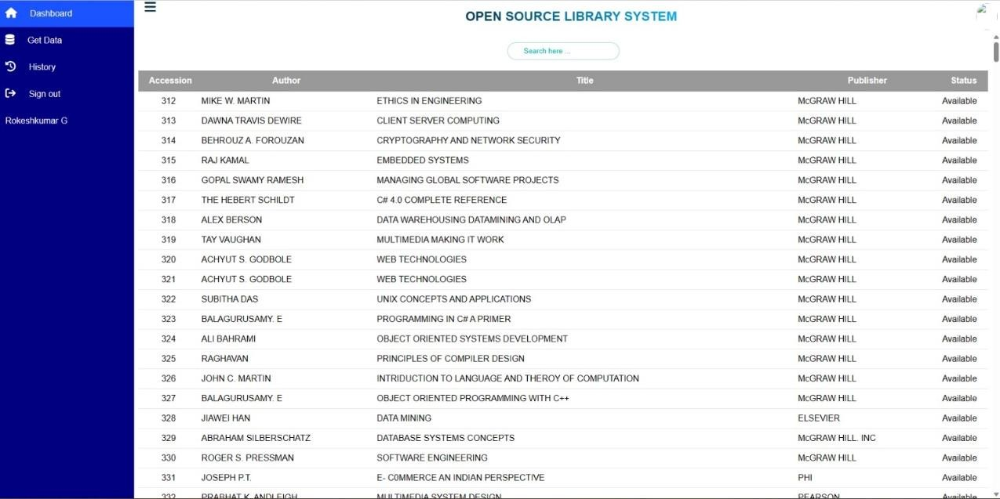 Dashboard
Get Data
History
Sign out
Rokeshkumar G
OPEN SOURCE LIBRARY SYSTEM
Search here ...
Accession Author Title Publisher Status
312 MIKE W. MARTIN ETHICS IN ENGINEERING McGRAW HILL Available
313 DAWNA TRAVIS DEWIRE CLIENT SERVER COMPUTING McGRAW HILL Available
314 BEHROUZ A. FOROUZAN CRYPTOGRAPHY AND NETWORK SECURITY McGRAW HILL Available
315 RAJ KAMAL EMBEDDED SYSTEMS McGRAW HILL Available
316 GOPAL SWAMY RAMESH MANAGING GLOBAL SOFTWARE PROJECTS McGRAW HILL Available
317 THE HEBERT SCHILDT C# 4.0 COMPLETE REFERENCE McGRAW HILL Available
318 ALEX BERSON DATA WAREHOUSING DATAMINING AND OLAP McGRAW HILL Available
319 TAY VAUGHAN MULTIMEDIA MAKING IT WORK McGRAW HILL Available
320 ACHYUT S. GODBOLE WEB TECHNOLOGIES McGRAW HILL Available
321 ACHYUT S. GODBOLE WEB TECHNOLOGIES McGRAW HILL Available
322 SUBITHA DAS UNIX CONCEPTS AND APPLICATIONS McGRAW HILL Available
323 BALAGURUSAMY. E PROGRAMMING IN C# A PRIMER McGRAW HILL Available
324 ALI BAHRAMI OBJECT ORIENTED SYSTEMS DEVELOPMENT McGRAW HILL Available
325 RAGHAVAN PRINCIPLES OF COMPILER DESIGN McGRAW HILL Available
326 JOHN C. MARTIN INTRIDUCTION TO LANGUAGE AND THEROY OF COMPUTATION McGRAW HILL Available
327 BALAGURUSAMY. E OBJECT ORIENTED PROGRAMMING WITH C++ McGRAW HILL Available
328 JIAWEI HAN DATA MINING ELSEVIER Available
329 ABRAHAM SILBERSCHATZ DATABASE SYSTEMS CONCEPTS McGRAW HILL. INC Available
330 ROGER S. PRESSMAN SOFTWARE ENGINEERING McGRAW HILL Available
331 JOSEPH P.T. E- C0MMERCE AN INDIAN PERSPECTIVE PHI Available
332 PRABHAT K. ANDLEIGH MULTIMEDIA SYSTEM DESIGN PEARSON Available